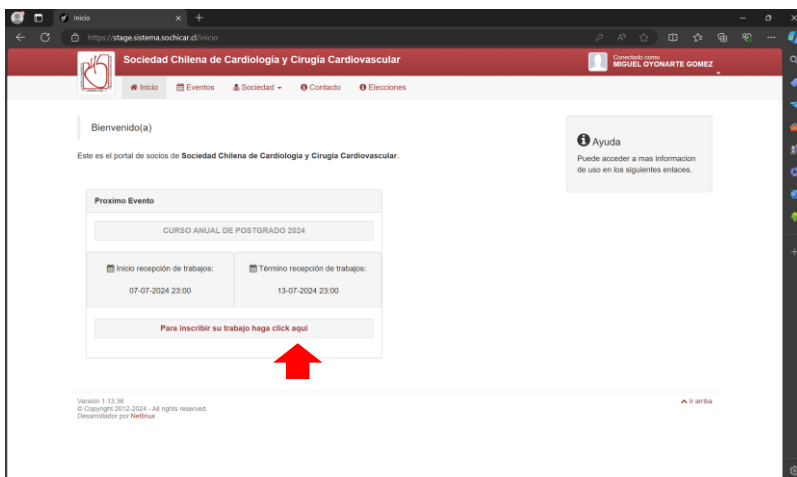 Inicio
https://stage.sistema.sochicar.cl/inicio
Sociedad Chilena de Cardiología y Cirugía Cardiovascular
Conectado como
MIGUEL OYONARTE GOMEZ
Inicio
Eventos
Sociedad
Contacto
Elecciones
Bienvenido(a)
Este es el portal de socios de Sociedad Chilena de Cardiología y Cirugía Cardiovascular.
Ayuda
Puede acceder a mas informacion
de uso en los siguientes enlaces.
Proximo Evento
CURSO ANUAL DE POSTGRADO 2024
Inicio recepción de trabajos:
07-07-2024 23:00
Término recepción de trabajos:
13-07-2024 23:00
Para inscribir su trabajo haga click aqui
Versión 1.13.36
© Copyright 2012-2024 - All rights reserved.
Desarrollador por Netlinux
Ir arriba